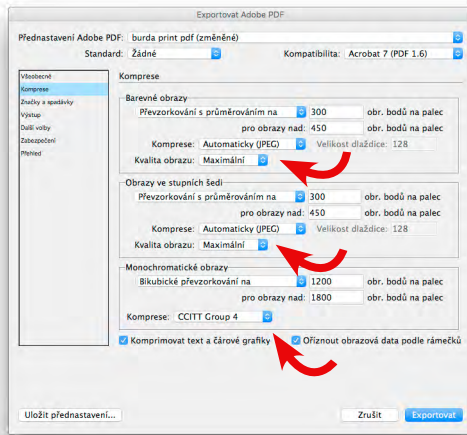 Exportovat Adobe PDF
Přednastavení Adobe PDF: burda print pdf (změněné)
Standard: Žádné Kompatibilita: Acrobat 7 (PDF 1.6)
Všeobecné
Komprese
Značky a spadávky
Výstup
Další volby
Zabezpečení
Přehled
Komprese
Barevné obrazy
Převzorkování s průměrováním na 300 obr. bodů na palec
pro obrazy nad: 450 obr. bodů na palec
Komprese: Automaticky (JPEG) Velikost dlaždice: 128
Kvalita obrazu: Maximální
Obrazy ve stupních šedi
Převzorkování s průměrováním na 300 obr. bodů na palec
pro obrazy nad: 450 obr. bodů na palec
Komprese: Automaticky (JPEG) Velikost dlaždice: 128
Kvalita obrazu: Maximální
Monochromatické obrazy
Bikubické převzorkování na 1200 obr. bodů na palec
pro obrazy nad: 1800 obr. bodů na palec
Komprese: CCITT Group 4
Komprimovat text a čárové grafiky Oříznout obrazová data podle rámečků
Uložit přednastavení... Zrušit Exportovat